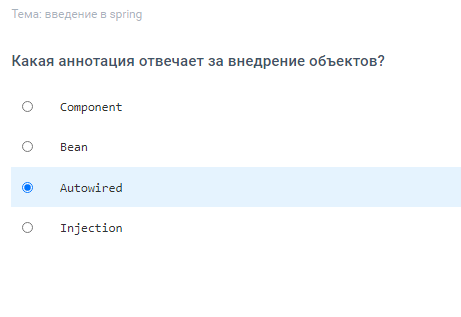 Тема: введение в spring
Какая аннотация отвечает за внедрение объектов?
Component
Bean
Autowired
Injection